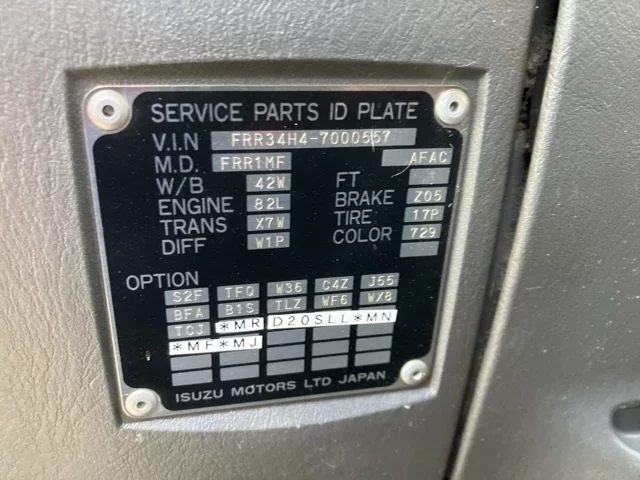 SERVICE PARTS ID PLATE
V.I.N FRR34H4-7000557
M.D. FRR1MF AFAC
W/B 42W FT
ENGINE 82L BRAKE Z05
TRANS X7W TIRE 17P
DIFF W1P COLOR 729
OPTION
S2F TFQ W36 C4Z J55
BFA B1S TLZ WF6 WX8
TCJ *MR D20SLL*MN
*MF*MJ
ISUZU MOTORS LTD JAPAN